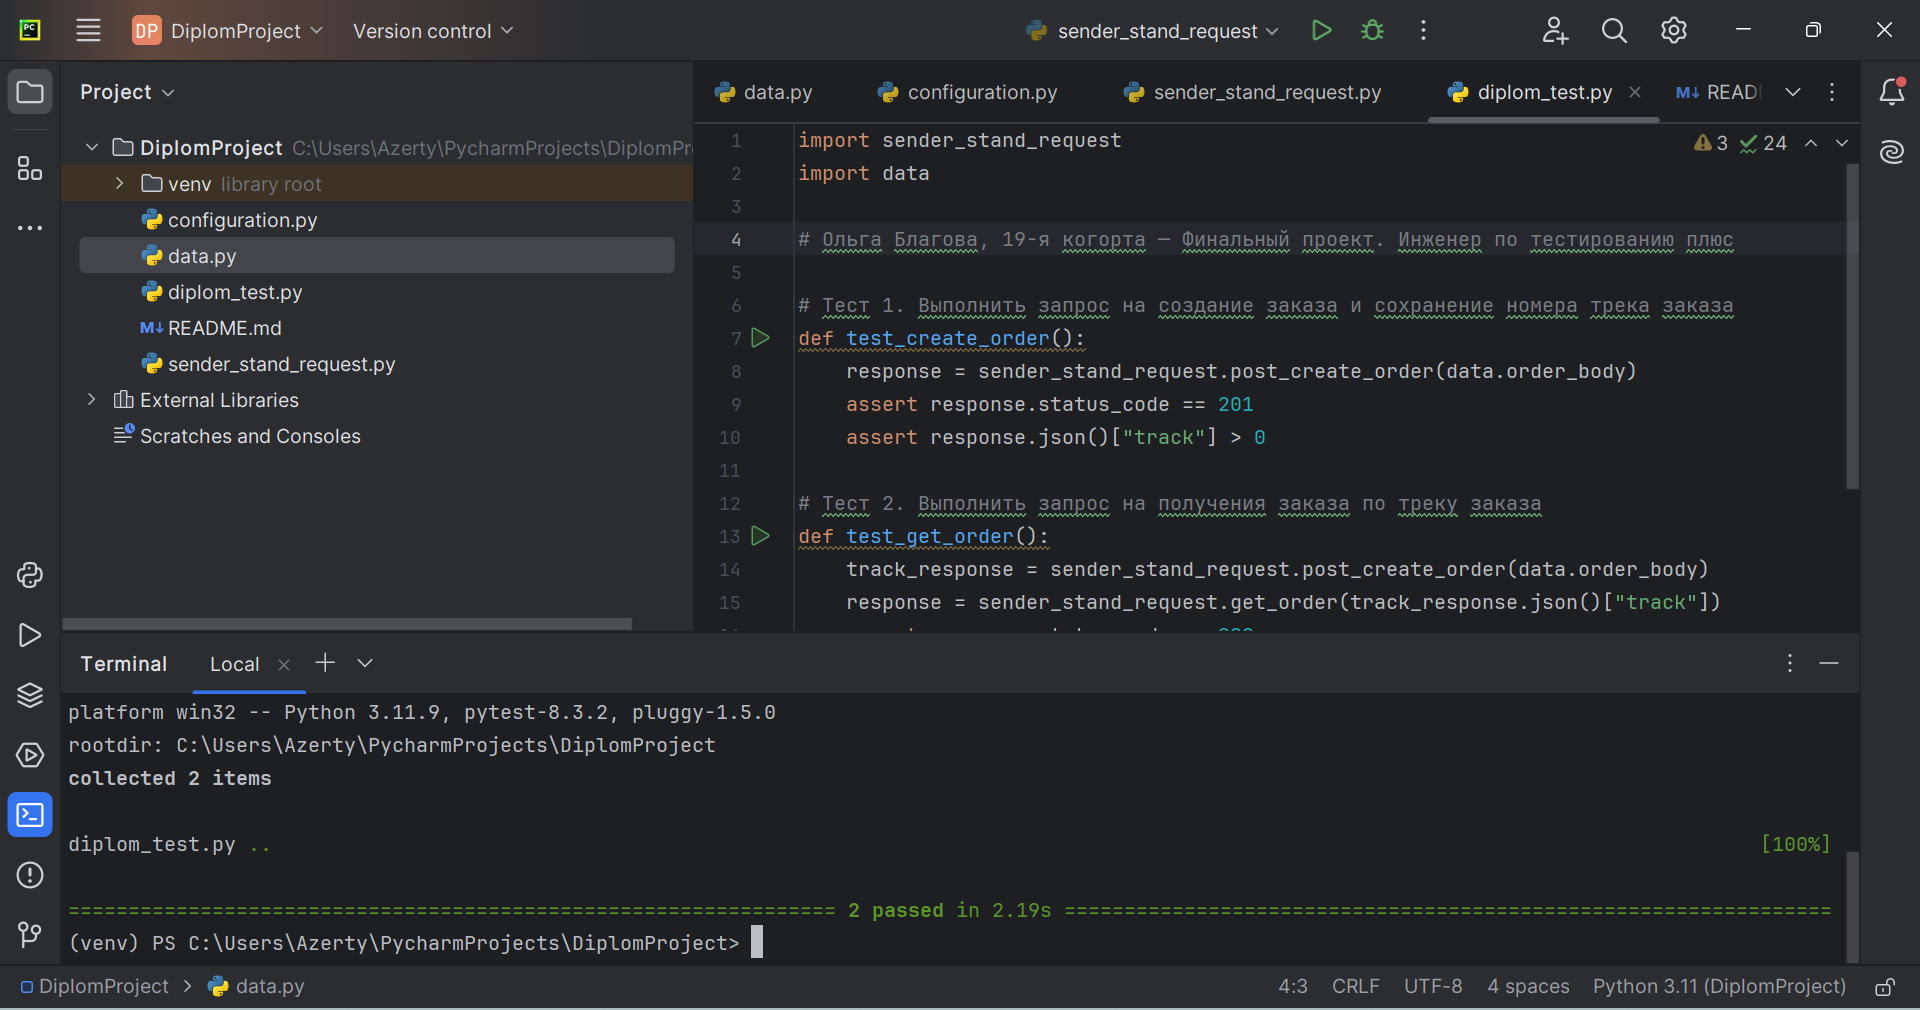 PC
DP DiplomProject
Version control
sender_stand_request
Project
data.py
configuration.py
sender_stand_request.py
diplom_test.py
M↓ READ
DiplomProject C:\Users\Azerty\PycharmProjects\DiplomPr
venv library root
configuration.py
data.py
diplom_test.py
M↓ README.md
sender_stand_request.py
External Libraries
Scratches and Consoles
3 24
1 import sender_stand_request
2 import data
3
4 # Ольга Благова, 19-я когорта — Финальный проект. Инженер по тестированию плюс
5
6 # Тест 1. Выполнить запрос на создание заказа и сохранение номера трека заказа
7 def test_create_order():
8 response = sender_stand_request.post_create_order(data.order_body)
9 assert response.status_code == 201
10 assert response.json()["track"] > 0
11
12 # Тест 2. Выполнить запрос на получения заказа по треку заказа
13 def test_get_order():
14 track_response = sender_stand_request.post_create_order(data.order_body)
15 response = sender_stand_request.get_order(track_response.json()["track"])
Terminal
Local
platform win32 -- Python 3.11.9, pytest-8.3.2, pluggy-1.5.0
rootdir: C:\Users\Azerty\PycharmProjects\DiplomProject
collected 2 items
diplom_test.py .. [100%]
================================================================ 2 passed in 2.19s ================================================================
(venv) PS C:\Users\Azerty\PycharmProjects\DiplomProject>
DiplomProject > data.py
4:3 CRLF UTF-8 4 spaces Python 3.11 (DiplomProject)